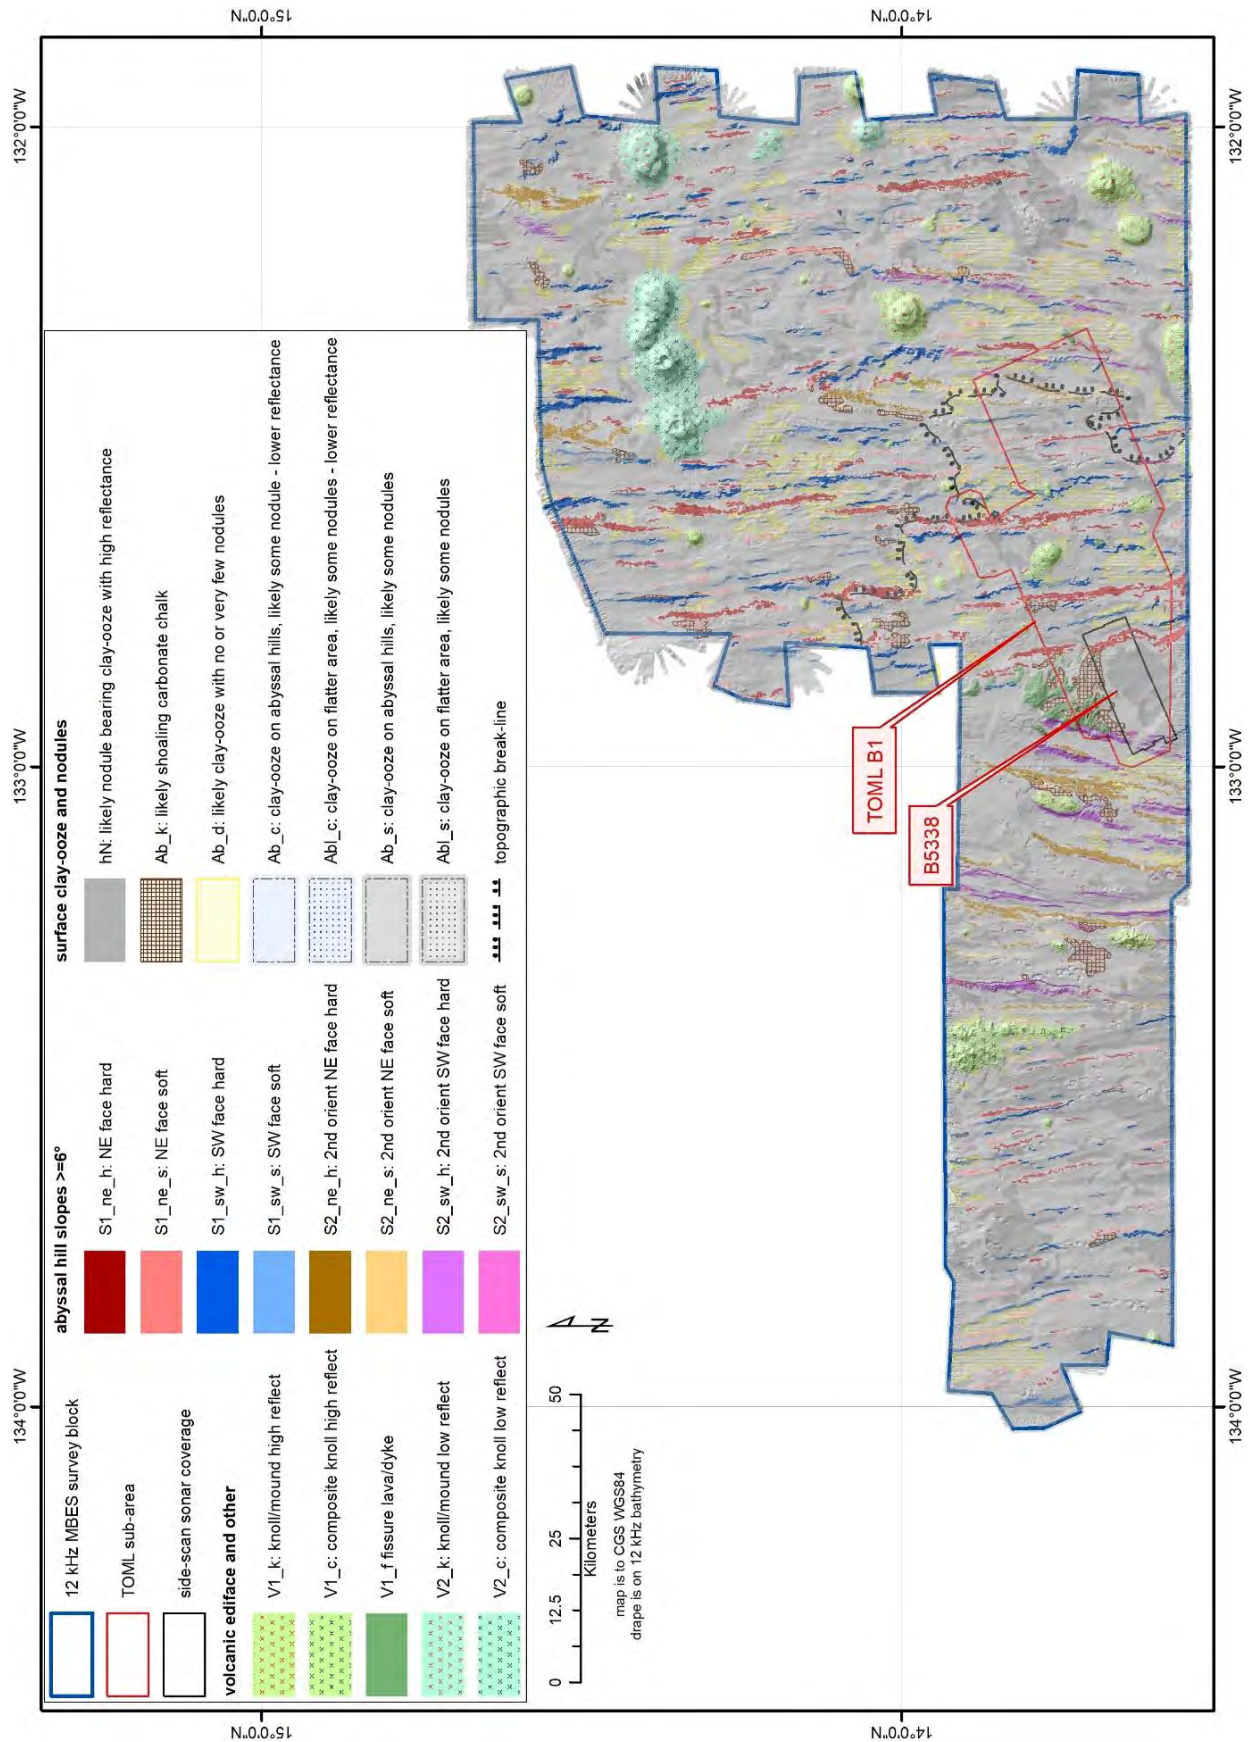 134°0'0"W
133°0'0"W
132°0'0"W
15°0'0"N
15°0'0"N
14°0'0"N
14°0'0"N
12 kHz MBES survey block
TOML sub-area
side-scan sonar coverage
volcanic ediface and other
V1_k: knoll/mound high reflect
V1_c: composite knoll high reflect
V1_f fissure lava/dyke
V2_k: knoll/mound low reflect
V2_c: composite knoll low reflect
abyssal hill slopes >=6°
S1_ne_h: NE face hard
S1_ne_s: NE face soft
S1_sw_h: SW face hard
S1_sw_s: SW face soft
S2_ne_h: 2nd orient NE face hard
S2_ne_s: 2nd orient NE face soft
S2_sw_h: 2nd orient SW face hard
S2_sw_s: 2nd orient SW face soft
surface clay-ooze and nodules
hN: likely nodule bearing clay-ooze with high reflectance
Ab_k: likely shoaling carbonate chalk
Ab_d: likely clay-ooze with no or very few nodules
Ab_c: clay-ooze on abyssal hills, likely some nodule - lower reflectance
Abl_c: clay-ooze on flatter area, likely some nodules - lower reflectance
Ab_s: clay-ooze on abyssal hills, likely some nodules
Abl_s: clay-ooze on flatter area, likely some nodules
topographic break-line
0 12.5 25 50
Kilometers
N
map is to CGS WGS84
drape is on 12 kHz bathymetry
TOML B1
B5338
134°0'0"W
133°0'0"W
132°0'0"W